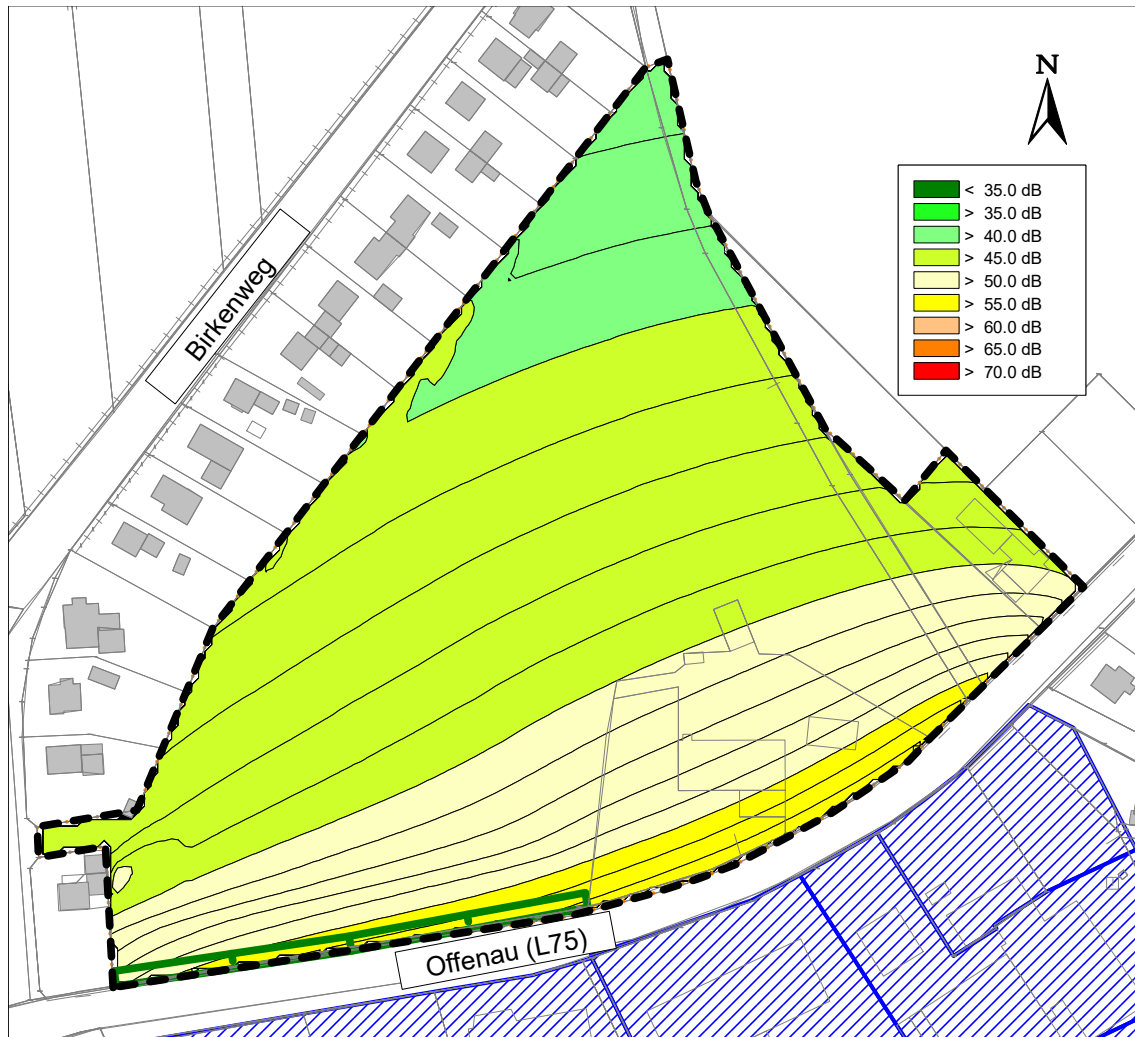 N
< 35.0 dB
> 35.0 dB
> 40.0 dB
> 45.0 dB
> 50.0 dB
> 55.0 dB
> 60.0 dB
> 65.0 dB
> 70.0 dB
Birkenweg
Offenau (L75)